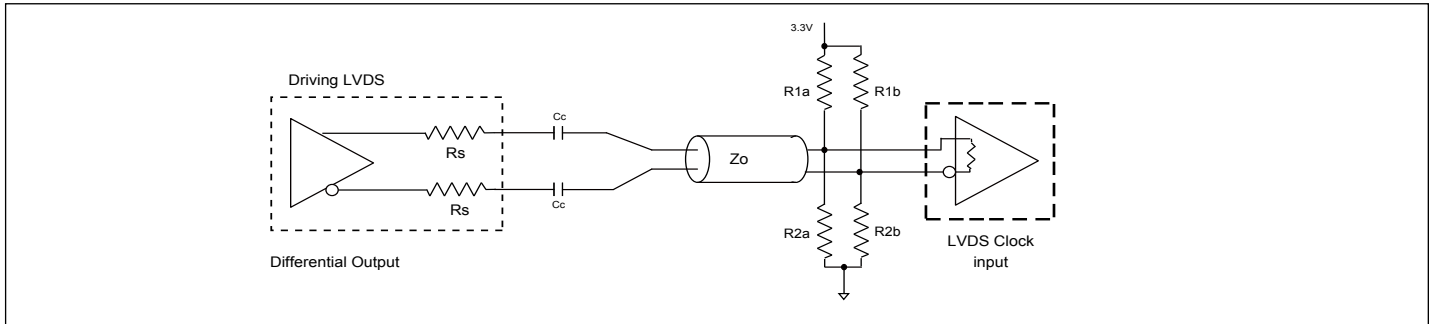 3.3V
Driving LVDS
R1a
R1b
Cc
Rs
Zo
Rs
Cc
R2a
R2b
LVDS Clock
input
Differential Output